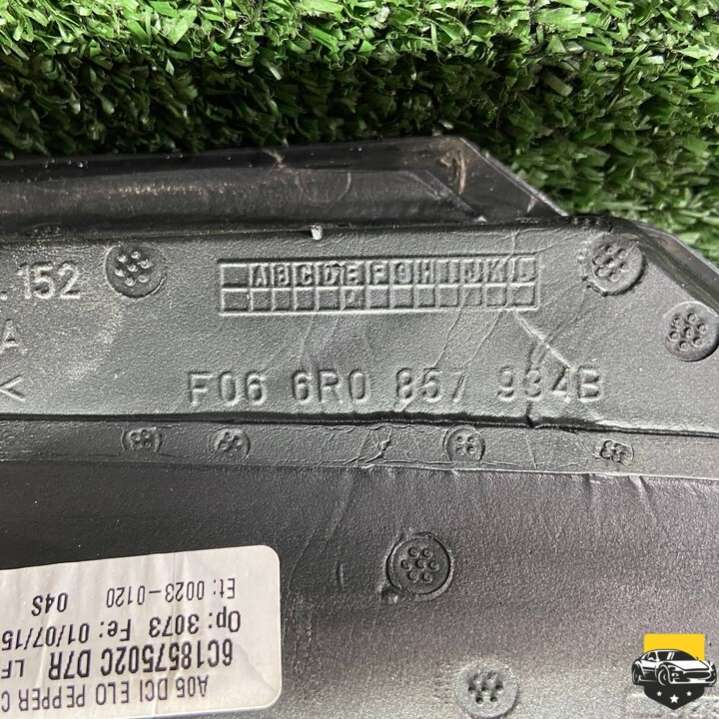 152
A
<
ABCDEFGHIJKL
F06 6R0 857 934B
A05 DCI ELO PEPPER C
6C1857502C D7R LF
Op: 3073 Fe: 01/07/15
Et: 0023-0120 04S